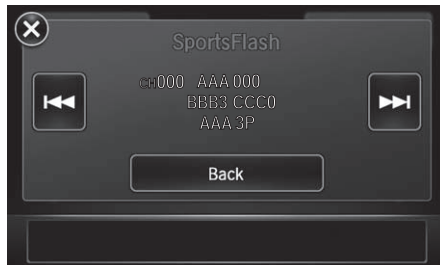 SportsFlash
CH000 AAA 000
BBB3 CCC0
AAA 3P
Back